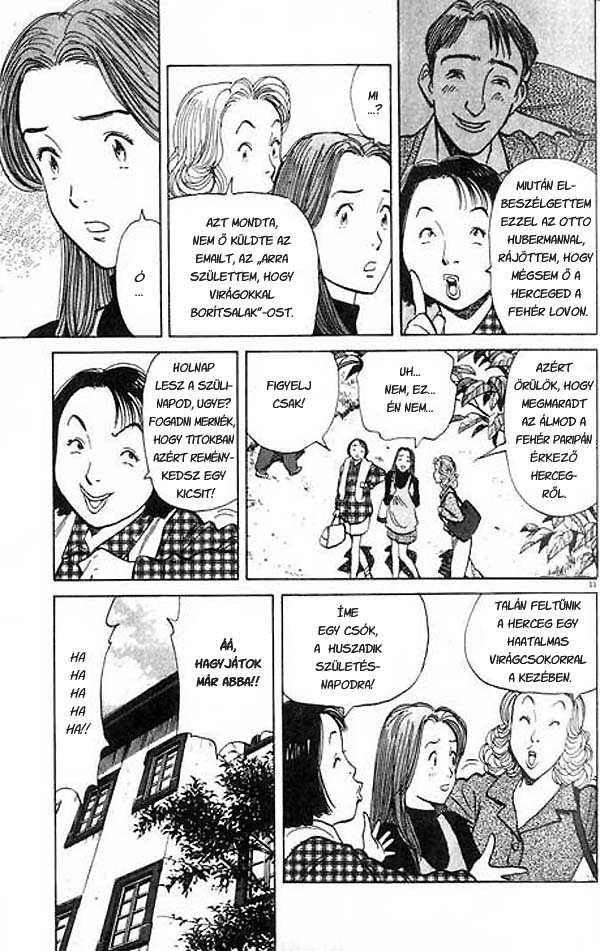 MIUTÁN EL-
BESZÉLGETTEM
EZZEL AZ OTTO
HUBERMANNAL,
RÁJÖTTEM, HOGY
MÉGSEM Ő A
HERCEGED A
FEHÉR LOVON.
MI
...?
AZT MONDTA,
NEM Ő KÜLDTE AZ
EMAILT, AZ „ARRA
SZÜLETTEM, HOGY
VIRÁGOKKAL
BORÍTSALAK”-OST.
Ó
...
AZÉRT
ÖRÜLÖK, HOGY
MEGMARADT
AZ ÁLMOD A
FEHÉR PARIPÁN
ÉRKEZŐ
HERCEG-
RŐL.
UH...
NEM, EZ...
ÉN NEM...
FIGYELJ
CSAK!
HOLNAP
LESZ A SZÜLI-
NAPOD, UGYE?
FOGADNI MERNÉK,
HOGY TITOKBAN
AZÉRT REMÉNY-
KEDSZ EGY
KICSIT!
11
TALÁN FELTŰNIK
A HERCEG EGY
HAATALMAS
VIRÁGCSOKORRAL
A KEZÉBEN.
ÍME
EGY CSÓK,
A HUSZADIK
SZÜLETÉS-
NAPODRA!
ÁÁ,
HAGYJÁTOK
MÁR ABBA!!
HA
HA
HA
HA
HA!!